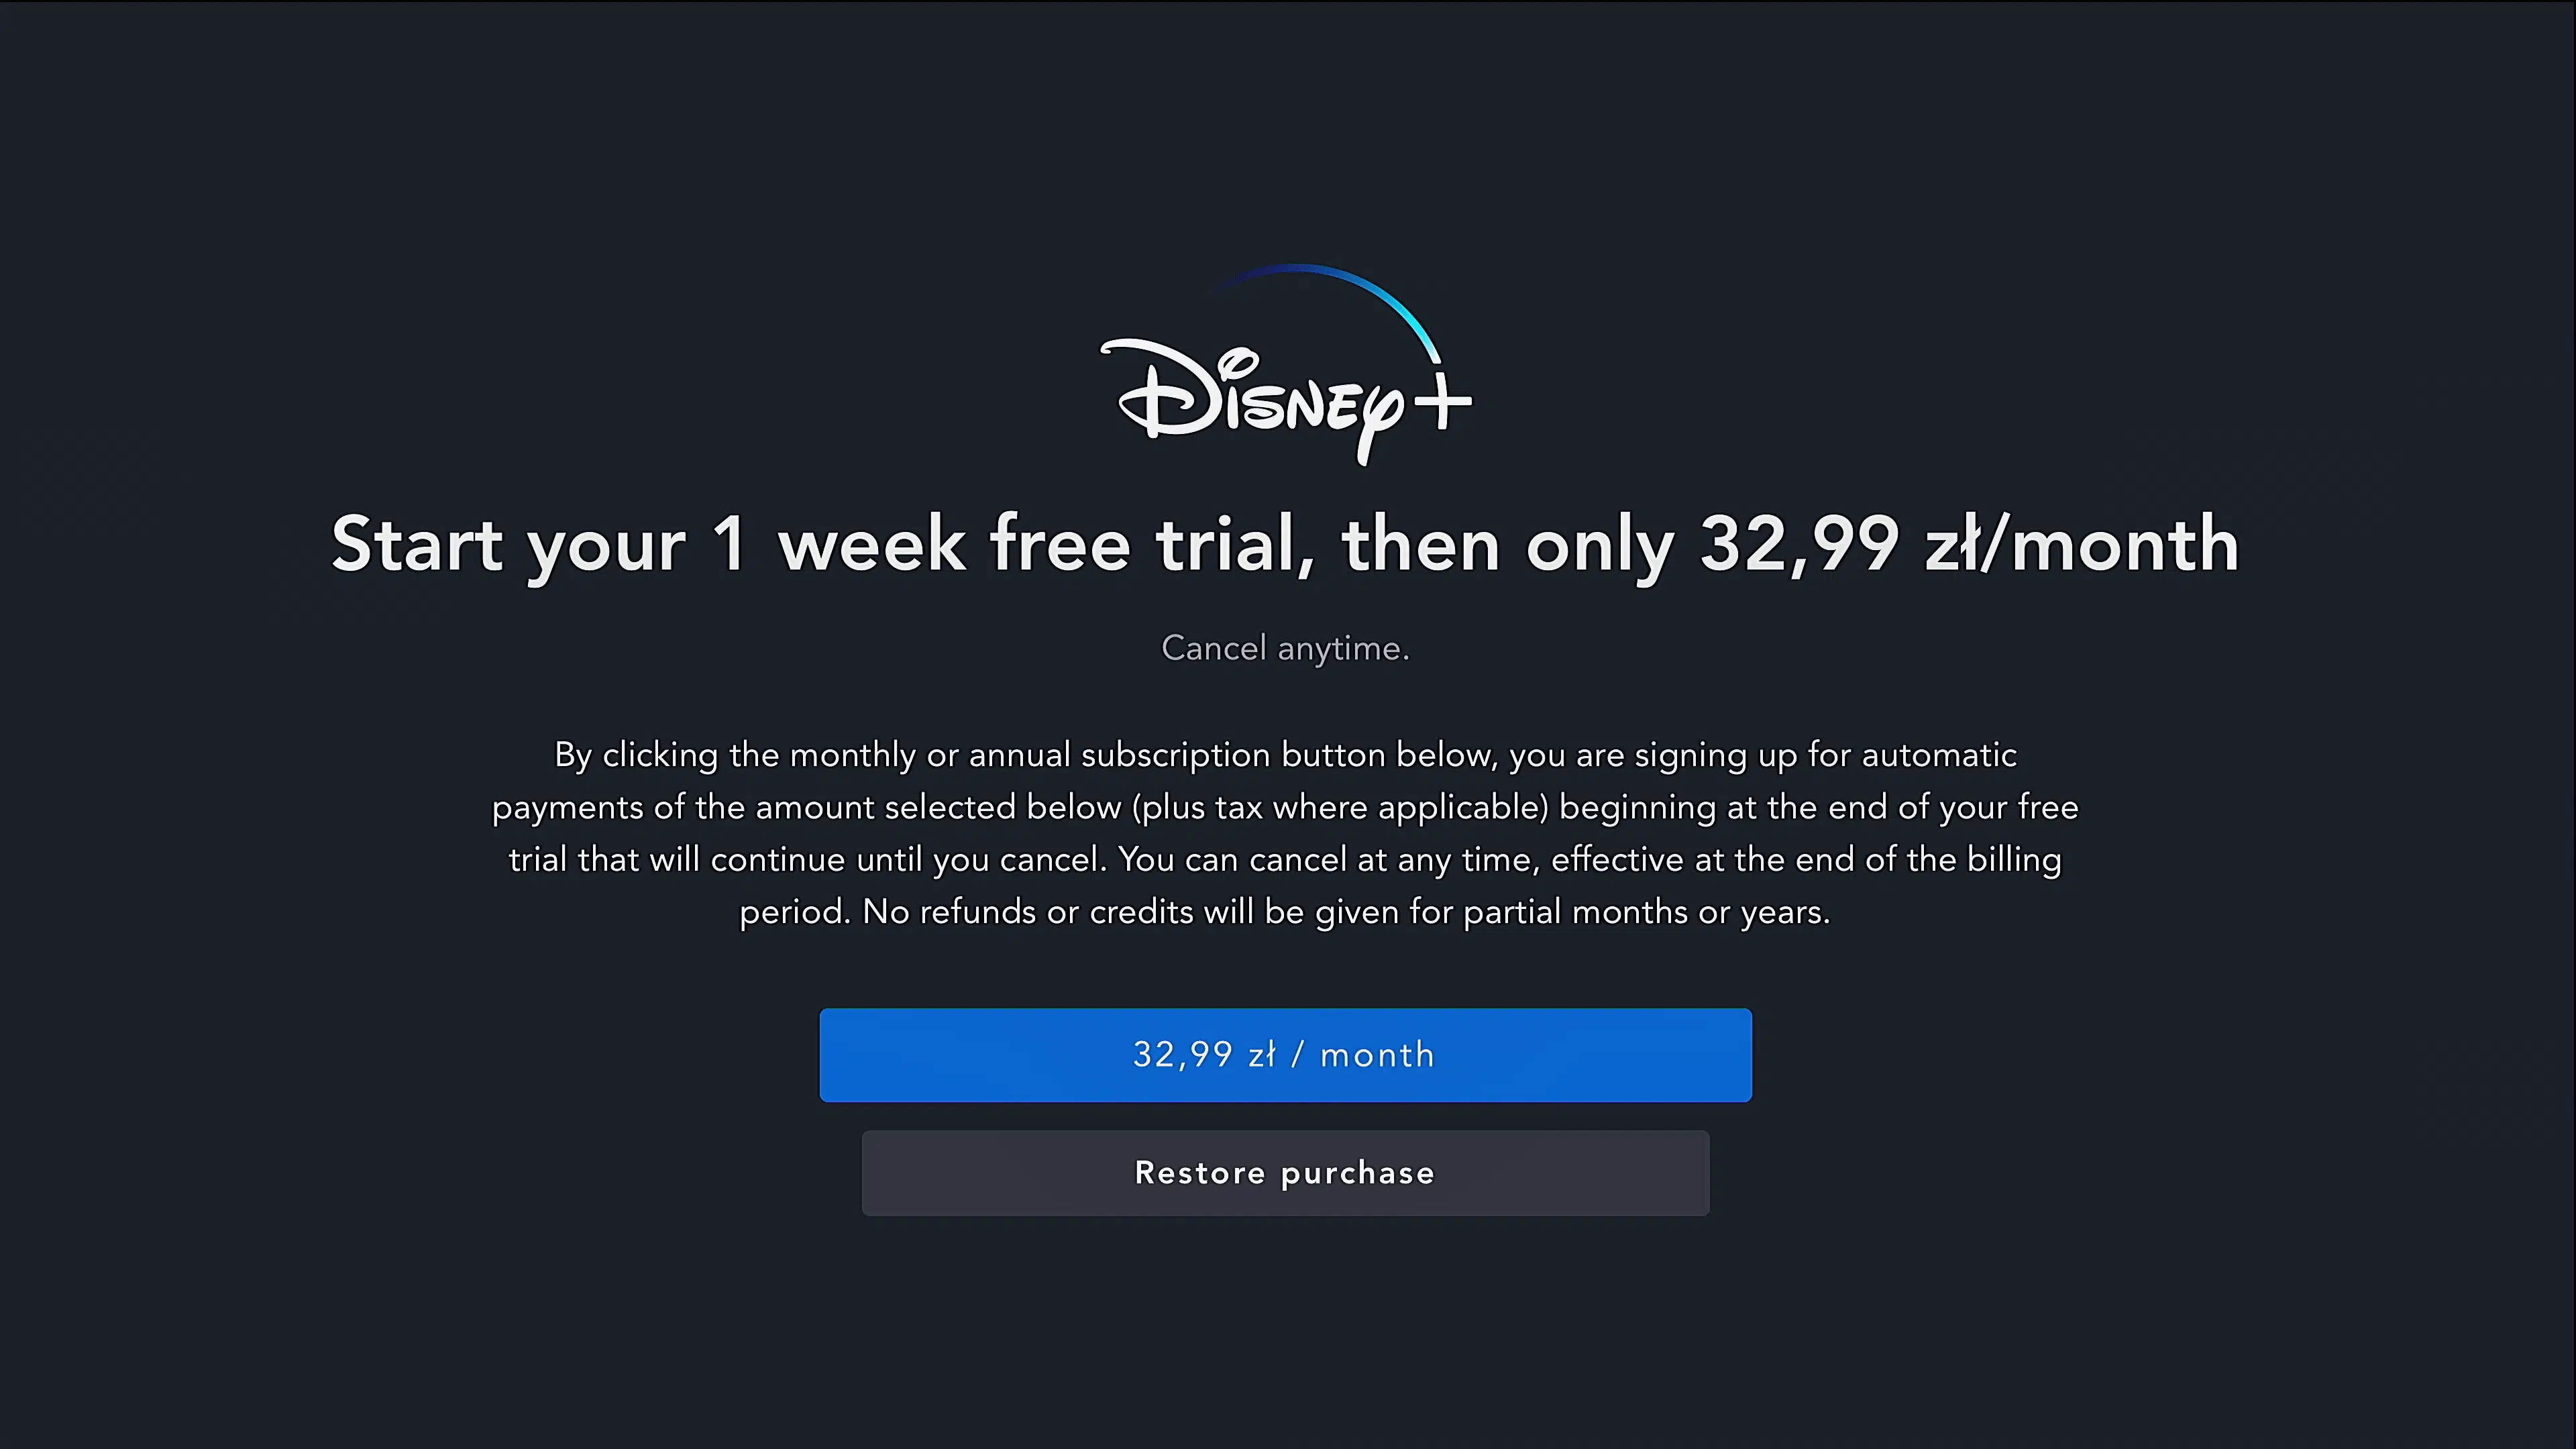 Disney+
Start your 1 week free trial, then only 32,99 zł/month
Cancel anytime.
By clicking the monthly or annual subscription button below, you are signing up for automatic
payments of the amount selected below (plus tax where applicable) beginning at the end of your free
trial that will continue until you cancel. You can cancel at any time, effective at the end of the billing
period. No refunds or credits will be given for partial months or years.
32,99 zł / month
Restore purchase